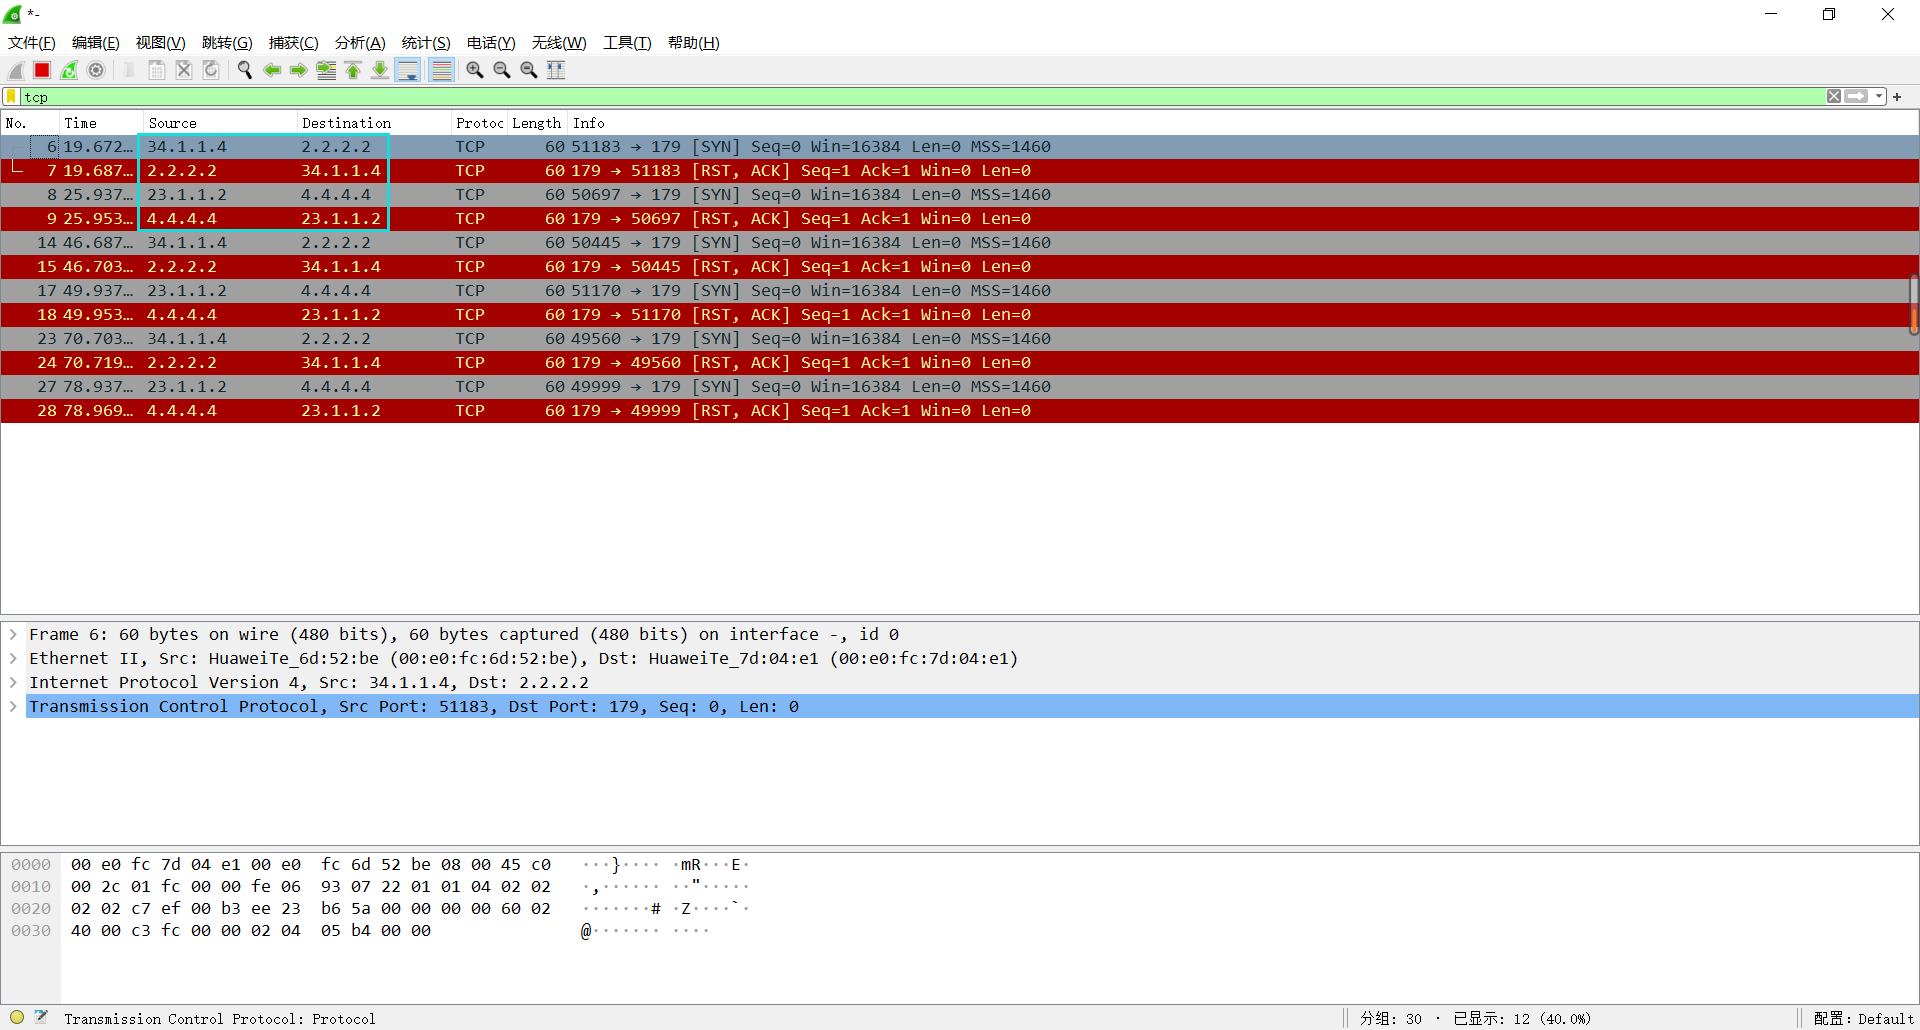 *-
文件(F) 编辑(E) 视图(V) 跳转(G) 捕获(C) 分析(A) 统计(S) 电话(Y) 无线(W) 工具(T) 帮助(H)
tcp
No. Time Source Destination Protoc Length Info
6 19.672… 34.1.1.4 2.2.2.2 TCP 60 51183 → 179 [SYN] Seq=0 Win=16384 Len=0 MSS=1460
7 19.687… 2.2.2.2 34.1.1.4 TCP 60 179 → 51183 [RST, ACK] Seq=1 Ack=1 Win=0 Len=0
8 25.937… 23.1.1.2 4.4.4.4 TCP 60 50697 → 179 [SYN] Seq=0 Win=16384 Len=0 MSS=1460
9 25.953… 4.4.4.4 23.1.1.2 TCP 60 179 → 50697 [RST, ACK] Seq=1 Ack=1 Win=0 Len=0
14 46.687… 34.1.1.4 2.2.2.2 TCP 60 50445 → 179 [SYN] Seq=0 Win=16384 Len=0 MSS=1460
15 46.703… 2.2.2.2 34.1.1.4 TCP 60 179 → 50445 [RST, ACK] Seq=1 Ack=1 Win=0 Len=0
17 49.937… 23.1.1.2 4.4.4.4 TCP 60 51170 → 179 [SYN] Seq=0 Win=16384 Len=0 MSS=1460
18 49.953… 4.4.4.4 23.1.1.2 TCP 60 179 → 51170 [RST, ACK] Seq=1 Ack=1 Win=0 Len=0
23 70.703… 34.1.1.4 2.2.2.2 TCP 60 49560 → 179 [SYN] Seq=0 Win=16384 Len=0 MSS=1460
24 70.719… 2.2.2.2 34.1.1.4 TCP 60 179 → 49560 [RST, ACK] Seq=1 Ack=1 Win=0 Len=0
27 78.937… 23.1.1.2 4.4.4.4 TCP 60 49999 → 179 [SYN] Seq=0 Win=16384 Len=0 MSS=1460
28 78.969… 4.4.4.4 23.1.1.2 TCP 60 179 → 49999 [RST, ACK] Seq=1 Ack=1 Win=0 Len=0
Frame 6: 60 bytes on wire (480 bits), 60 bytes captured (480 bits) on interface -, id 0
Ethernet II, Src: HuaweiTe_6d:52:be (00:e0:fc:6d:52:be), Dst: HuaweiTe_7d:04:e1 (00:e0:fc:7d:04:e1)
Internet Protocol Version 4, Src: 34.1.1.4, Dst: 2.2.2.2
Transmission Control Protocol, Src Port: 51183, Dst Port: 179, Seq: 0, Len: 0
0000 00 e0 fc 7d 04 e1 00 e0 fc 6d 52 be 08 00 45 c0 ···}···· ·mR···E·
0010 00 2c 01 fc 00 00 fe 06 93 07 22 01 01 04 02 02 ·,······ ··"·····
0020 02 02 c7 ef 00 b3 ee 23 b6 5a 00 00 00 00 60 02 ·······# ·Z····`·
0030 40 00 c3 fc 00 00 02 04 05 b4 00 00 @······· ····
Transmission Control Protocol: Protocol 分组: 30 · 已显示: 12 (40.0%) 配置: Default